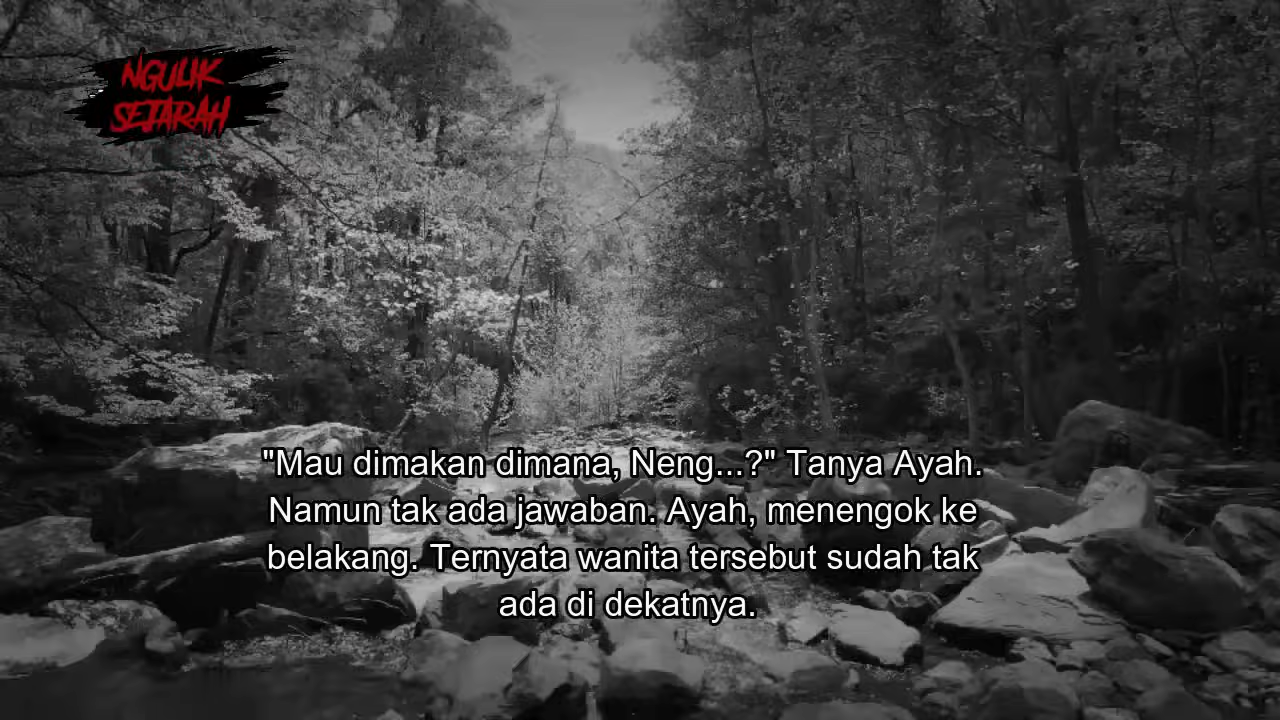 NGULIK
SEJARAH
"Mau dimakan dimana, Neng...?" Tanya Ayah.
Namun tak ada jawaban. Ayah, menengok ke
belakang. Ternyata wanita tersebut sudah tak
ada di dekatnya.